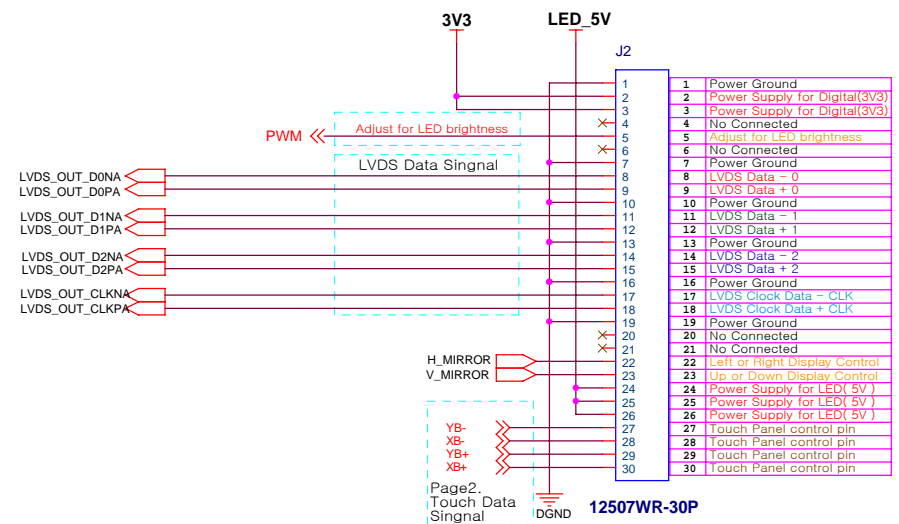 3V3
LED_5V
J2
1 1 Power Ground
2 2 Power Supply for Digital(3V3)
3 3 Power Supply for Digital(3V3)
4 4 No Connected
PWM Adjust for LED brightness 5 5 Adjust for LED brightness
6 6 No Connected
LVDS Data Singnal 7 7 Power Ground
LVDS_OUT_D0NA 8 8 LVDS Data - 0
LVDS_OUT_D0PA 9 9 LVDS Data + 0
10 10 Power Ground
LVDS_OUT_D1NA 11 11 LVDS Data - 1
LVDS_OUT_D1PA 12 12 LVDS Data + 1
13 13 Power Ground
LVDS_OUT_D2NA 14 14 LVDS Data - 2
LVDS_OUT_D2PA 15 15 LVDS Data + 2
16 16 Power Ground
LVDS_OUT_CLKNA 17 17 LVDS Clock Data - CLK
LVDS_OUT_CLKPA 18 18 LVDS Clock Data + CLK
19 19 Power Ground
20 20 No Connected
21 21 No Connected
H_MIRROR 22 22 Left or Right Display Control
V_MIRROR 23 23 Up or Down Display Control
24 24 Power Supply for LED( 5V )
25 25 Power Supply for LED( 5V )
26 26 Power Supply for LED( 5V )
YB- 27 27 Touch Panel control pin
XB- 28 28 Touch Panel control pin
YB+ 29 29 Touch Panel control pin
XB+ 30 30 Touch Panel control pin
Page2.
Touch Data
Singnal
DGND
12507WR-30P